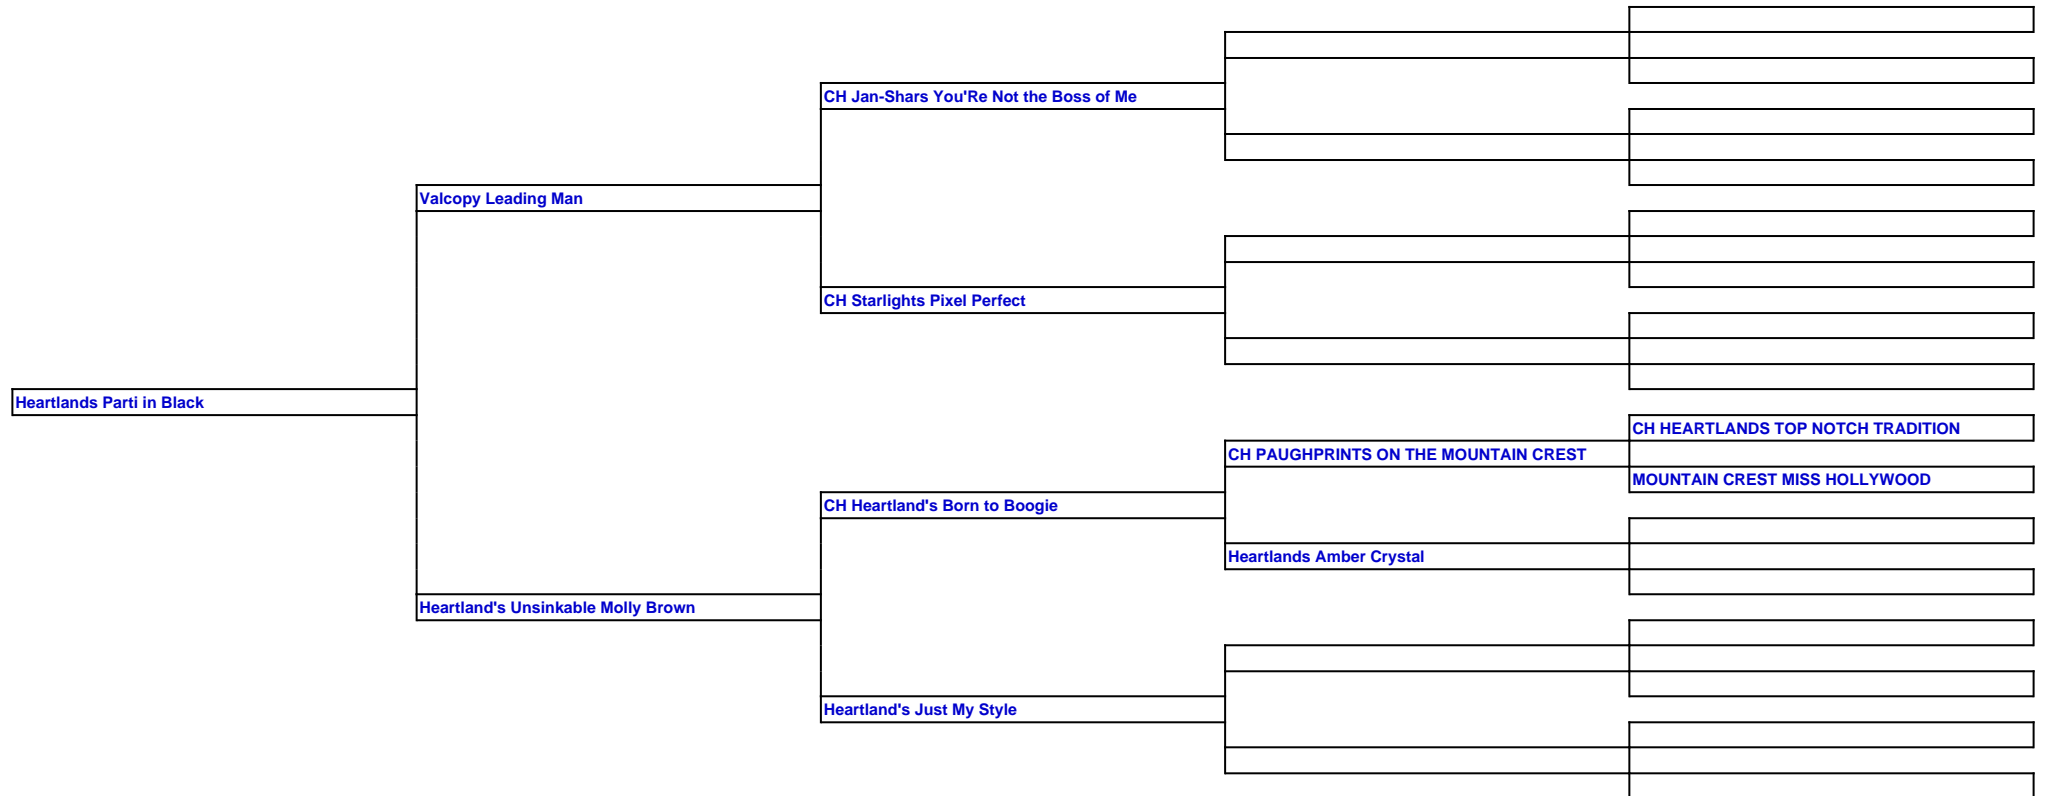 CH Jan-Shars You'Re Not the Boss of Me
Valcopy Leading Man
CH Starlights Pixel Perfect
Heartlands Parti in Black
CH HEARTLANDS TOP NOTCH TRADITION
CH PAUGHPRINTS ON THE MOUNTAIN CREST
MOUNTAIN CREST MISS HOLLYWOOD
CH Heartland's Born to Boogie
Heartlands Amber Crystal
Heartland's Unsinkable Molly Brown
Heartland's Just My Style